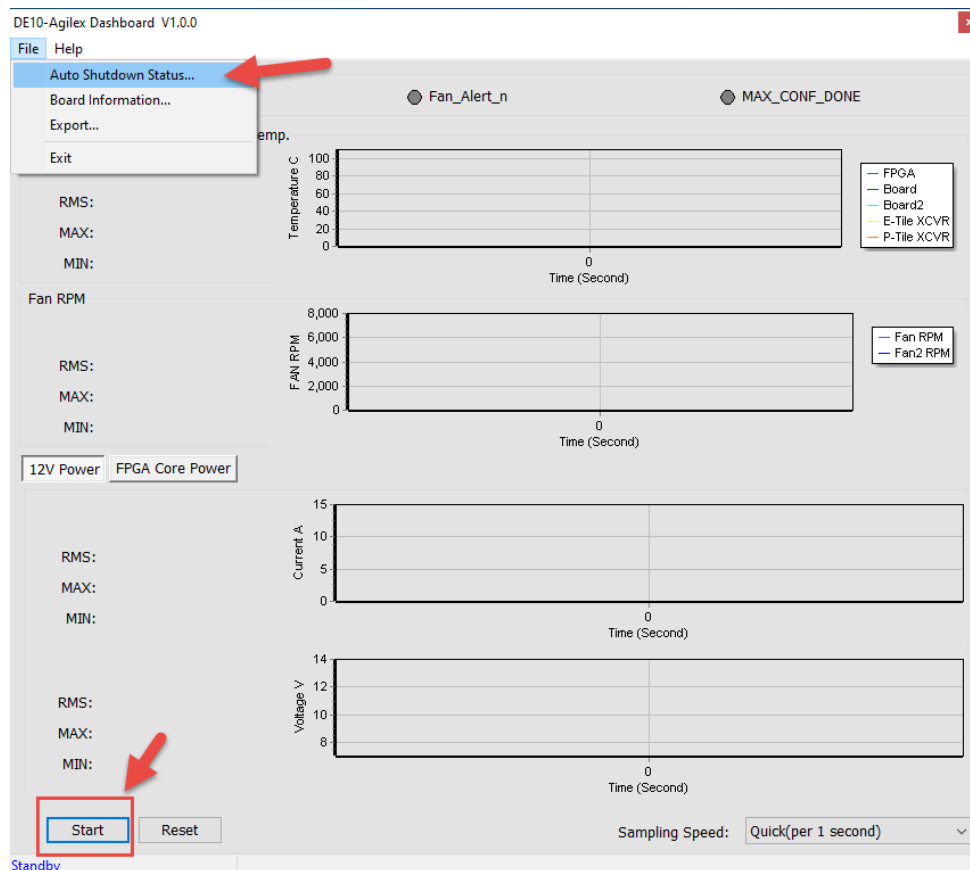 DE10-Agilex Dashboard V1.0.0
File Help
Auto Shutdown Status...
Board Information...
Export...
Exit
Fan_Alert_n
MAX_CONF_DONE
emp.
RMS:
MAX:
MIN:
Temperature C
100
80
60
40
20
0
0
Time (Second)
FPGA
Board
Board2
E-Tile XCVR
P-Tile XCVR
Fan RPM
RMS:
MAX:
MIN:
FAN RPM
8,000
6,000
4,000
2,000
0
0
Time (Second)
Fan RPM
Fan2 RPM
12V Power FPGA Core Power
RMS:
MAX:
MIN:
Current A
15
10
5
0
0
Time (Second)
RMS:
MAX:
MIN:
Voltage V
14
12
10
8
0
Time (Second)
Start Reset
Sampling Speed: Quick(per 1 second)
Standby